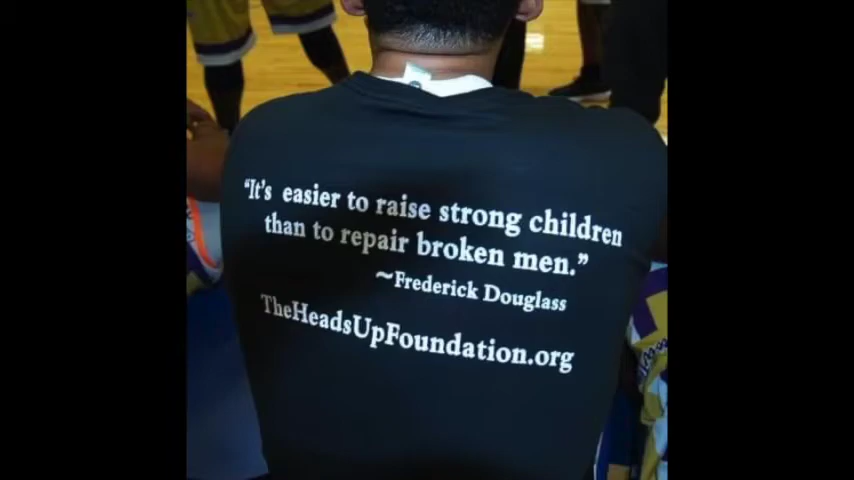 “It’s easier to raise strong children
than to repair broken men.”
~Frederick Douglass
TheHeadsUpFoundation.org